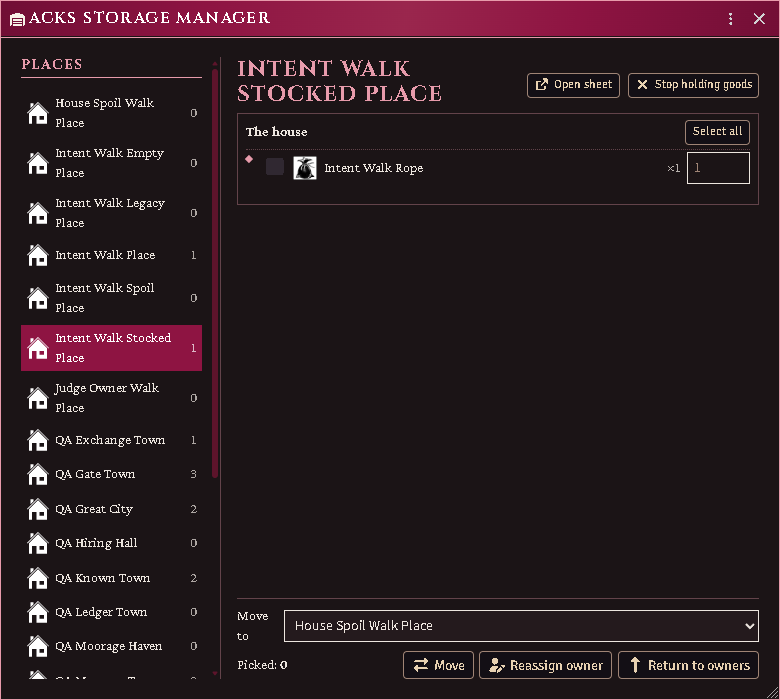 ACKS STORAGE MANAGER
PLACES
House Spoil Walk
Place
0
Intent Walk Empty
Place
0
Intent Walk Legacy
Place
0
Intent Walk Place
1
Intent Walk Spoil
Place
0
Intent Walk Stocked
Place
1
Judge Owner Walk
Place
0
QA Exchange Town
1
QA Gate Town
3
QA Great City
2
QA Hiring Hall
0
QA Known Town
2
QA Ledger Town
0
QA Moorage Haven
0
INTENT WALK
STOCKED PLACE
Open sheet
Stop holding goods
The house
Select all
Intent Walk Rope
×1
1
Move
to
House Spoil Walk Place
Picked: 0
Move
Reassign owner
Return to owners